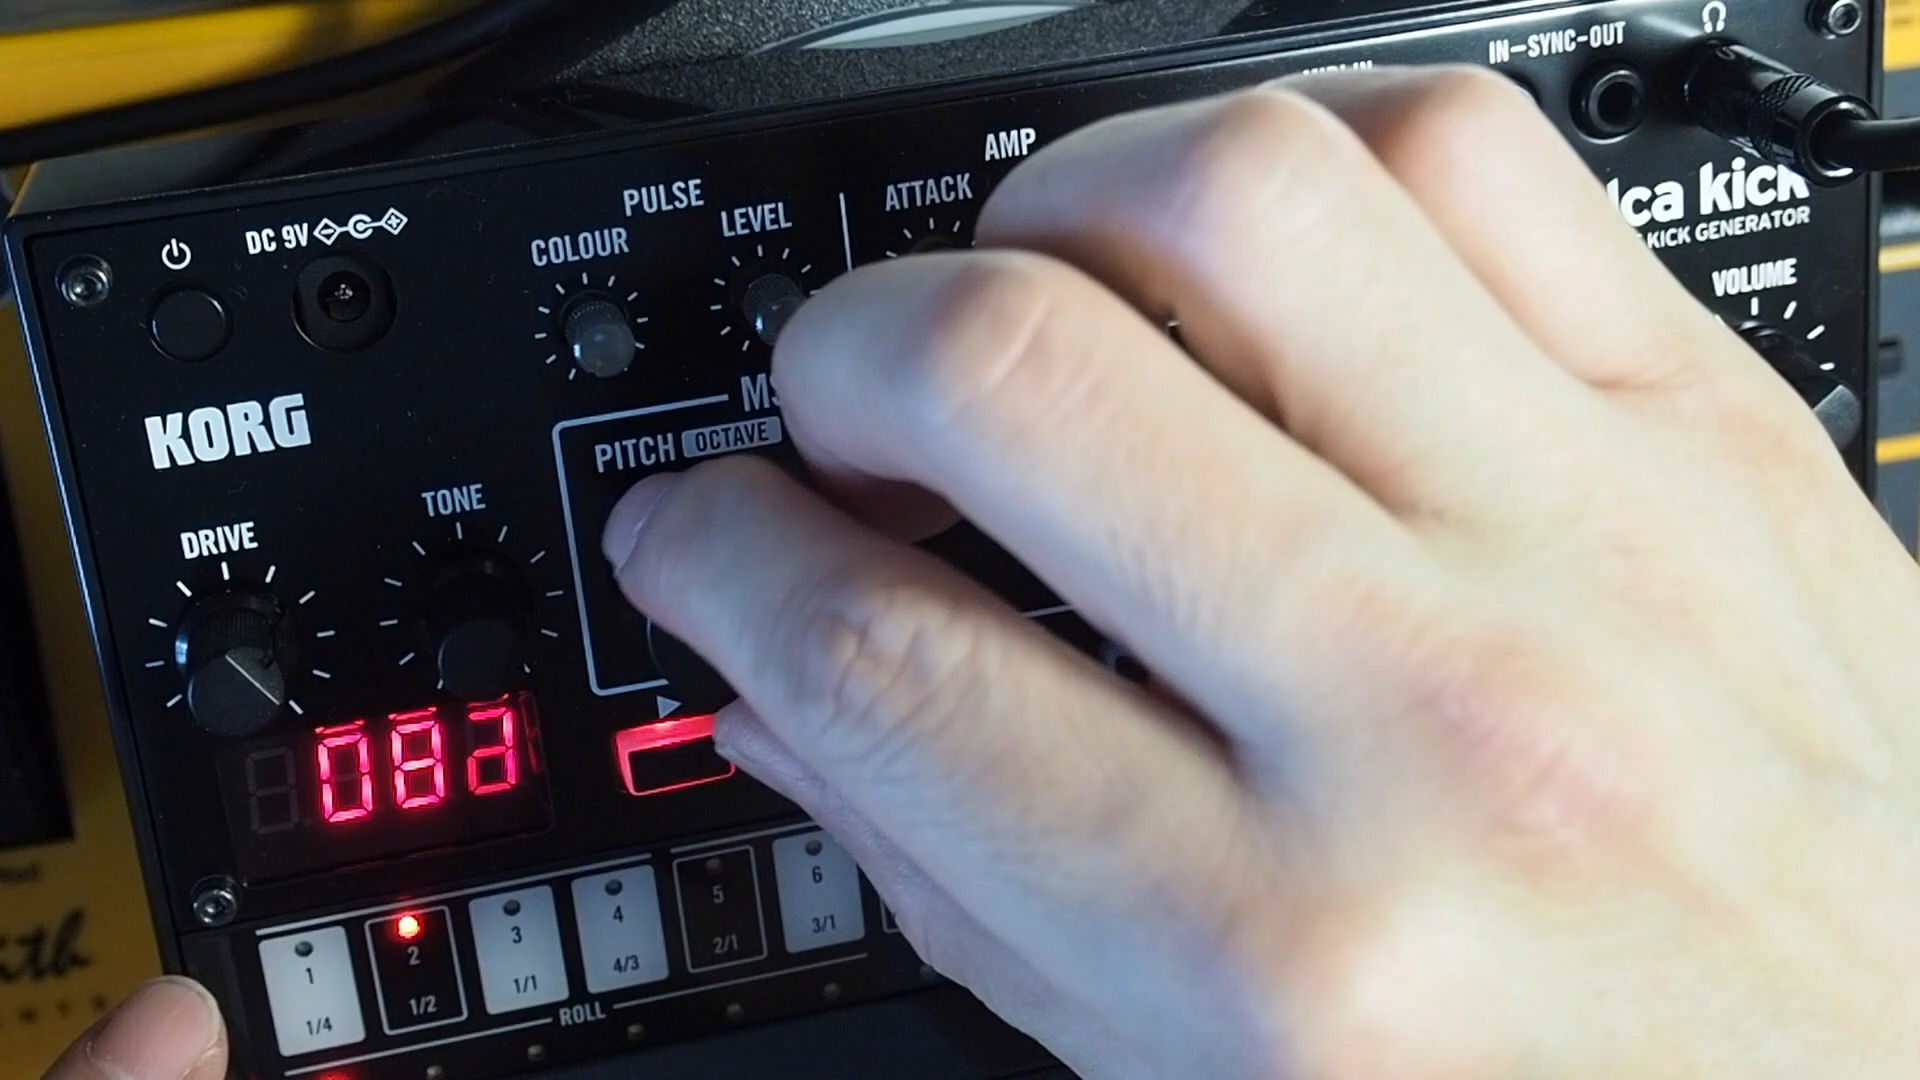 IN–SYNC–OUT
AMP
PULSE
ATTACK
LEVEL
COLOUR
DC 9V
lca kick
KICK GENERATOR
VOLUME
KORG
PITCH OCTAVE
TONE
DRIVE
082
1 2 3 4 5 6
1/4 1/2 1/1 4/3 2/1 3/1
ROLL